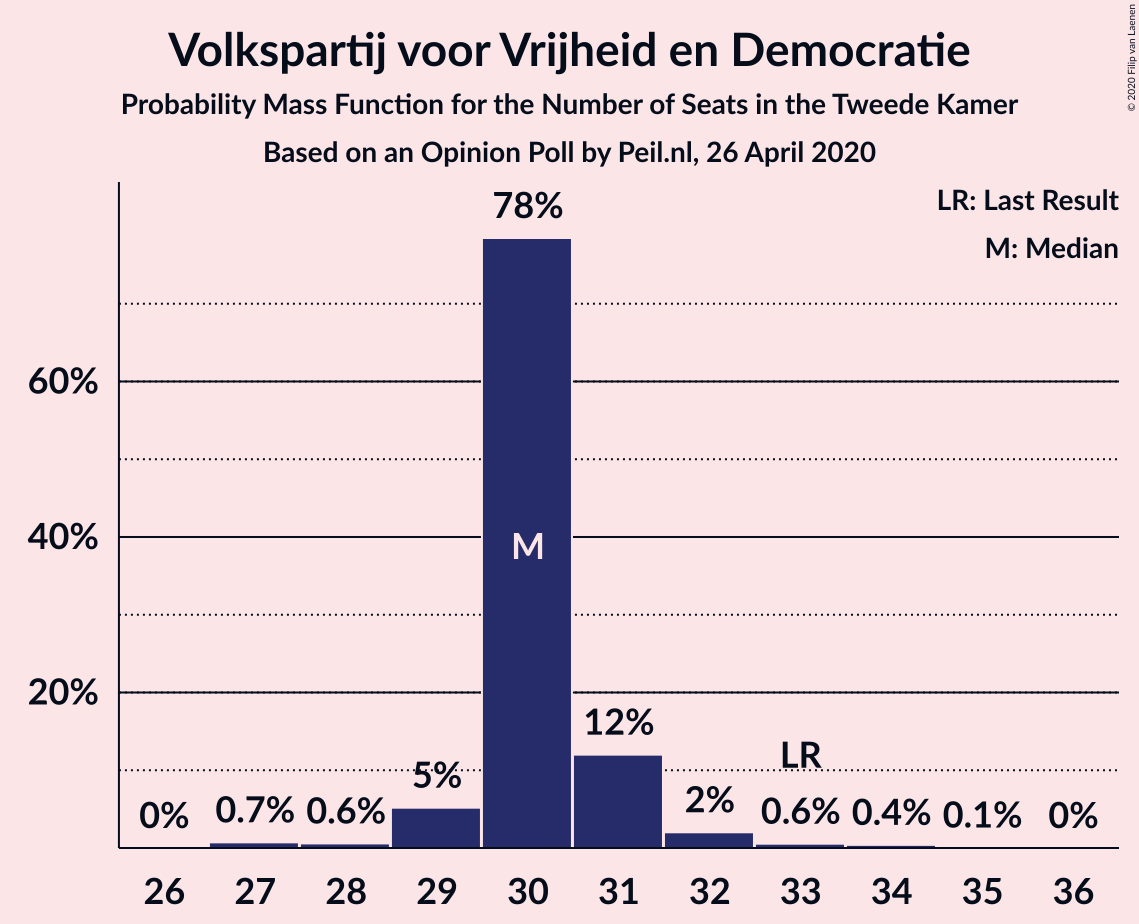 Volkspartij voor Vrijheid en Democratie
Probability Mass Function for the Number of Seats in the Tweede Kamer
Based on an Opinion Poll by Peil.nl, 26 April 2020
© 2020 Filip van Laenen
LR: Last Result
M: Median
78%
60%
40%
20%
M
0%
0.7%
0.6%
5%
12%
2%
LR
0.6%
0.4%
0.1%
0%
26 27 28 29 30 31 32 33 34 35 36